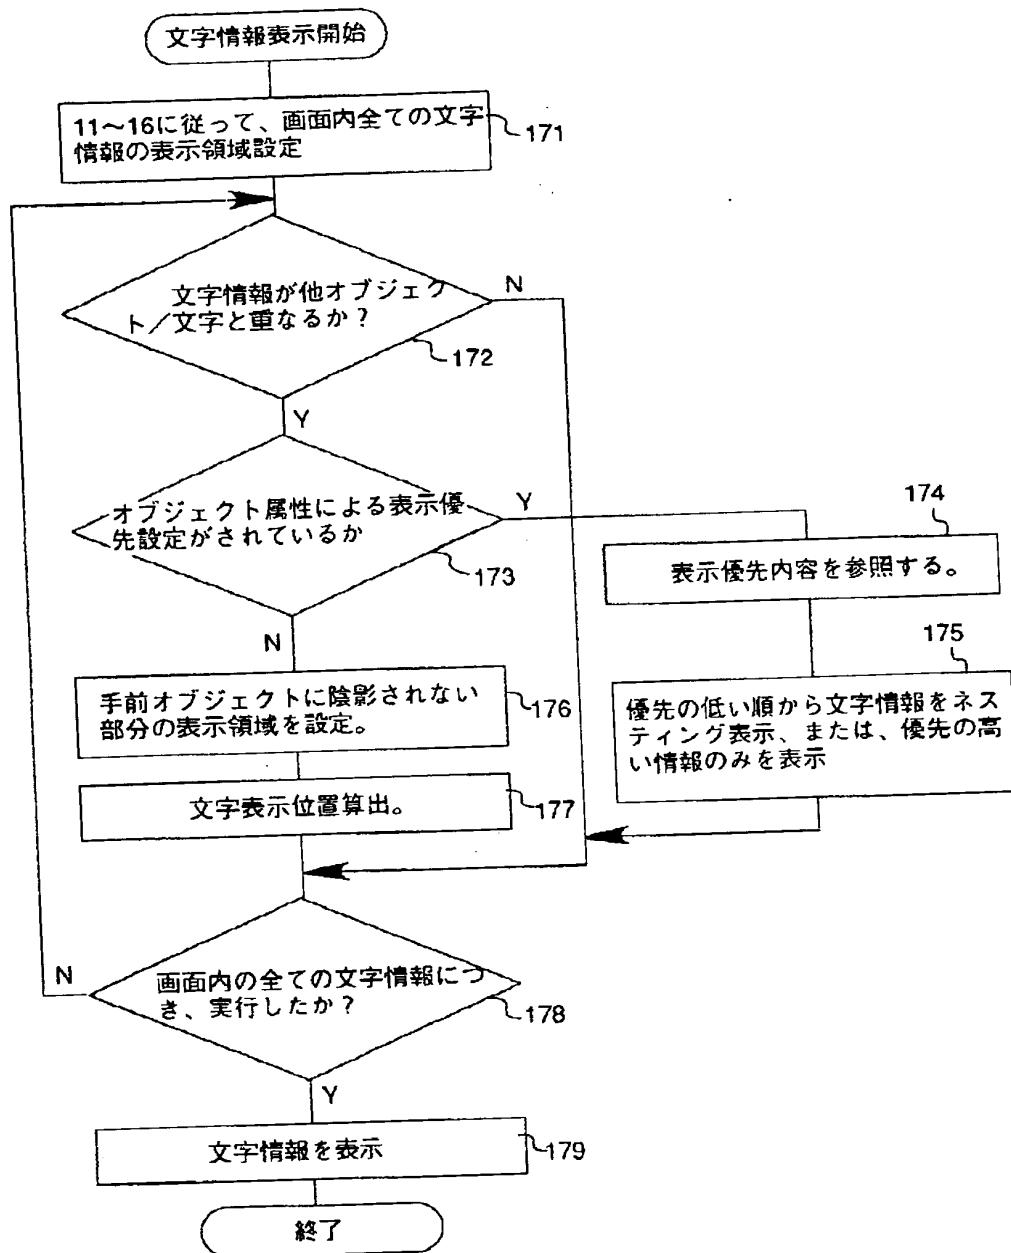 文字情報表示開始
11～16に従って、画面内全ての文字
情報の表示領域設定
171
文字情報が他オブジェク
ト／文字と重なるか？
N
172
Y
オブジェクト属性による表示優
先設定がされているか
Y
173
N
174
表示優先内容を参照する。
175
優先の低い順から文字情報をネス
ティング表示、または、優先の高
い情報のみを表示
手前オブジェクトに陰影されない
部分の表示領域を設定。
176
文字表示位置算出。
177
N
画面内の全ての文字情報につ
き、実行したか？
178
Y
文字情報を表示
179
終了